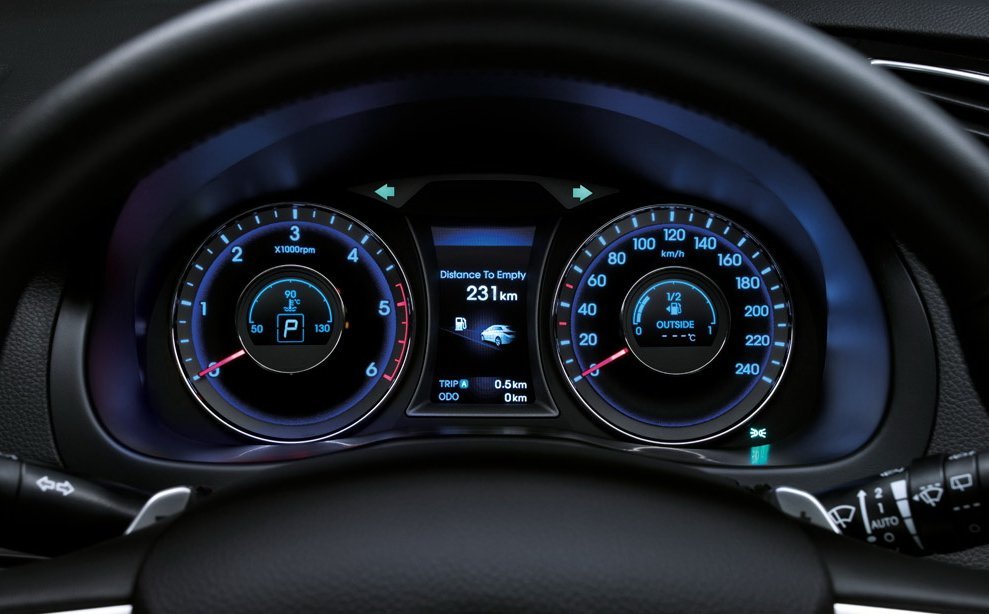 3
2
4
X1000rpm
1
5
0
6
90
°C
50
130
P
Distance To Empty
231km
TRIP A 0.5km
ODO 0km
100 120 140
80 160
km/h
60 180
40 200
20 220
0 240
1/2
0 1
OUTSIDE
---°C
2
1
AUTO
O